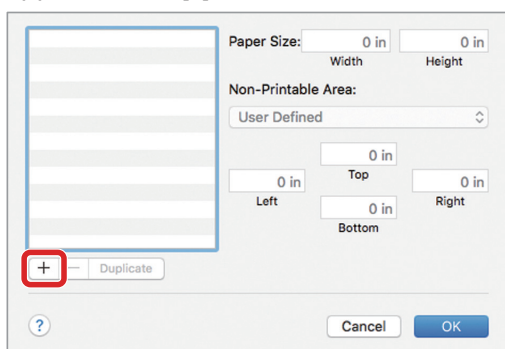 Paper Size: 0 in 0 in
Width Height
Non-Printable Area:
User Defined
0 in
Top
0 in 0 in
Left Right
0 in
Bottom
+ − Duplicate
? Cancel OK